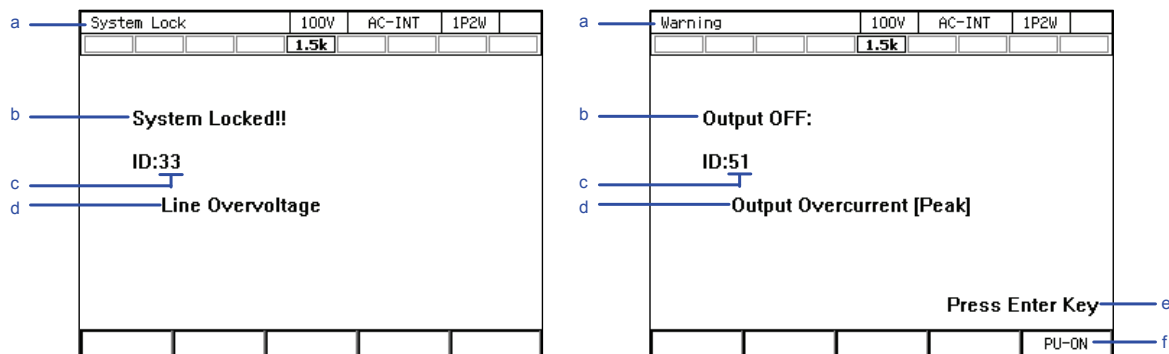 a
System Lock
100V
AC-INT
1P2W
1.5k
b
System Locked!!
ID:33
c
d
Line Overvoltage
a
Warning
100V
AC-INT
1P2W
1.5k
b
Output OFF:
ID:51
c
d
Output Overcurrent [Peak]
Press Enter Key
e
PU-ON
f